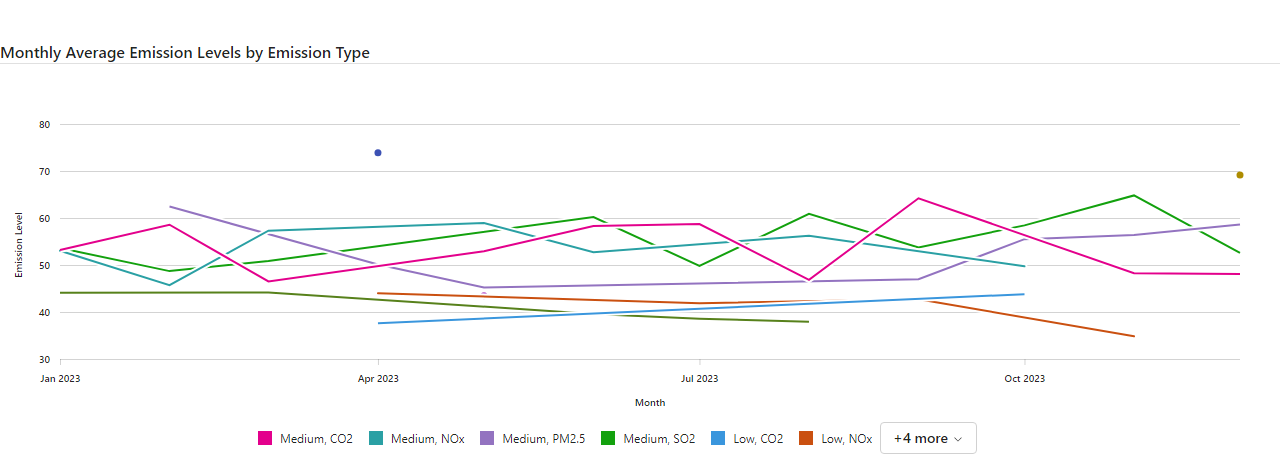 Monthly Average Emission Levels by Emission Type
80
70
60
50
40
30
Emission Level
Jan 2023 Apr 2023 Jul 2023 Oct 2023
Month
Medium, CO2 Medium, NOx Medium, PM2.5 Medium, SO2 Low, CO2 Low, NOx +4 more